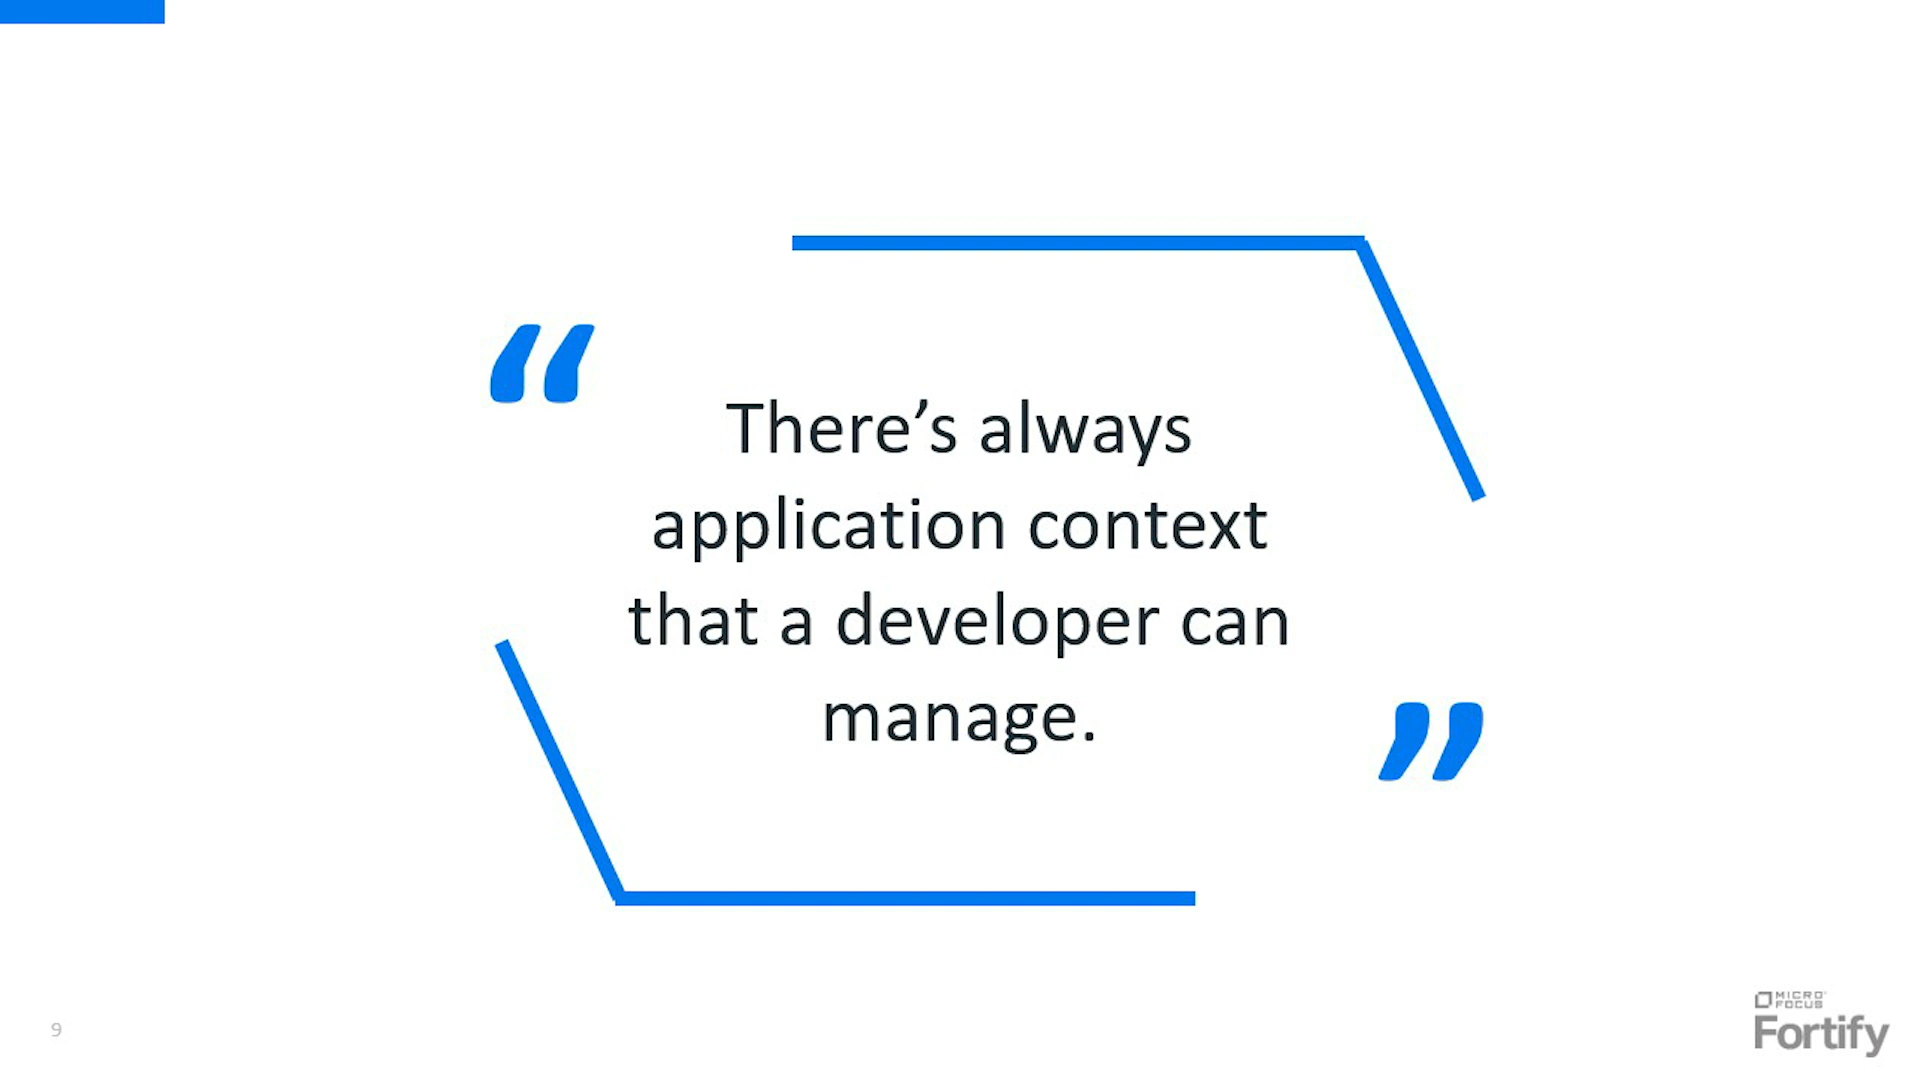 “
There’s always
application context
that a developer can
manage.
”
9
MICRO
FOCUS
Fortify